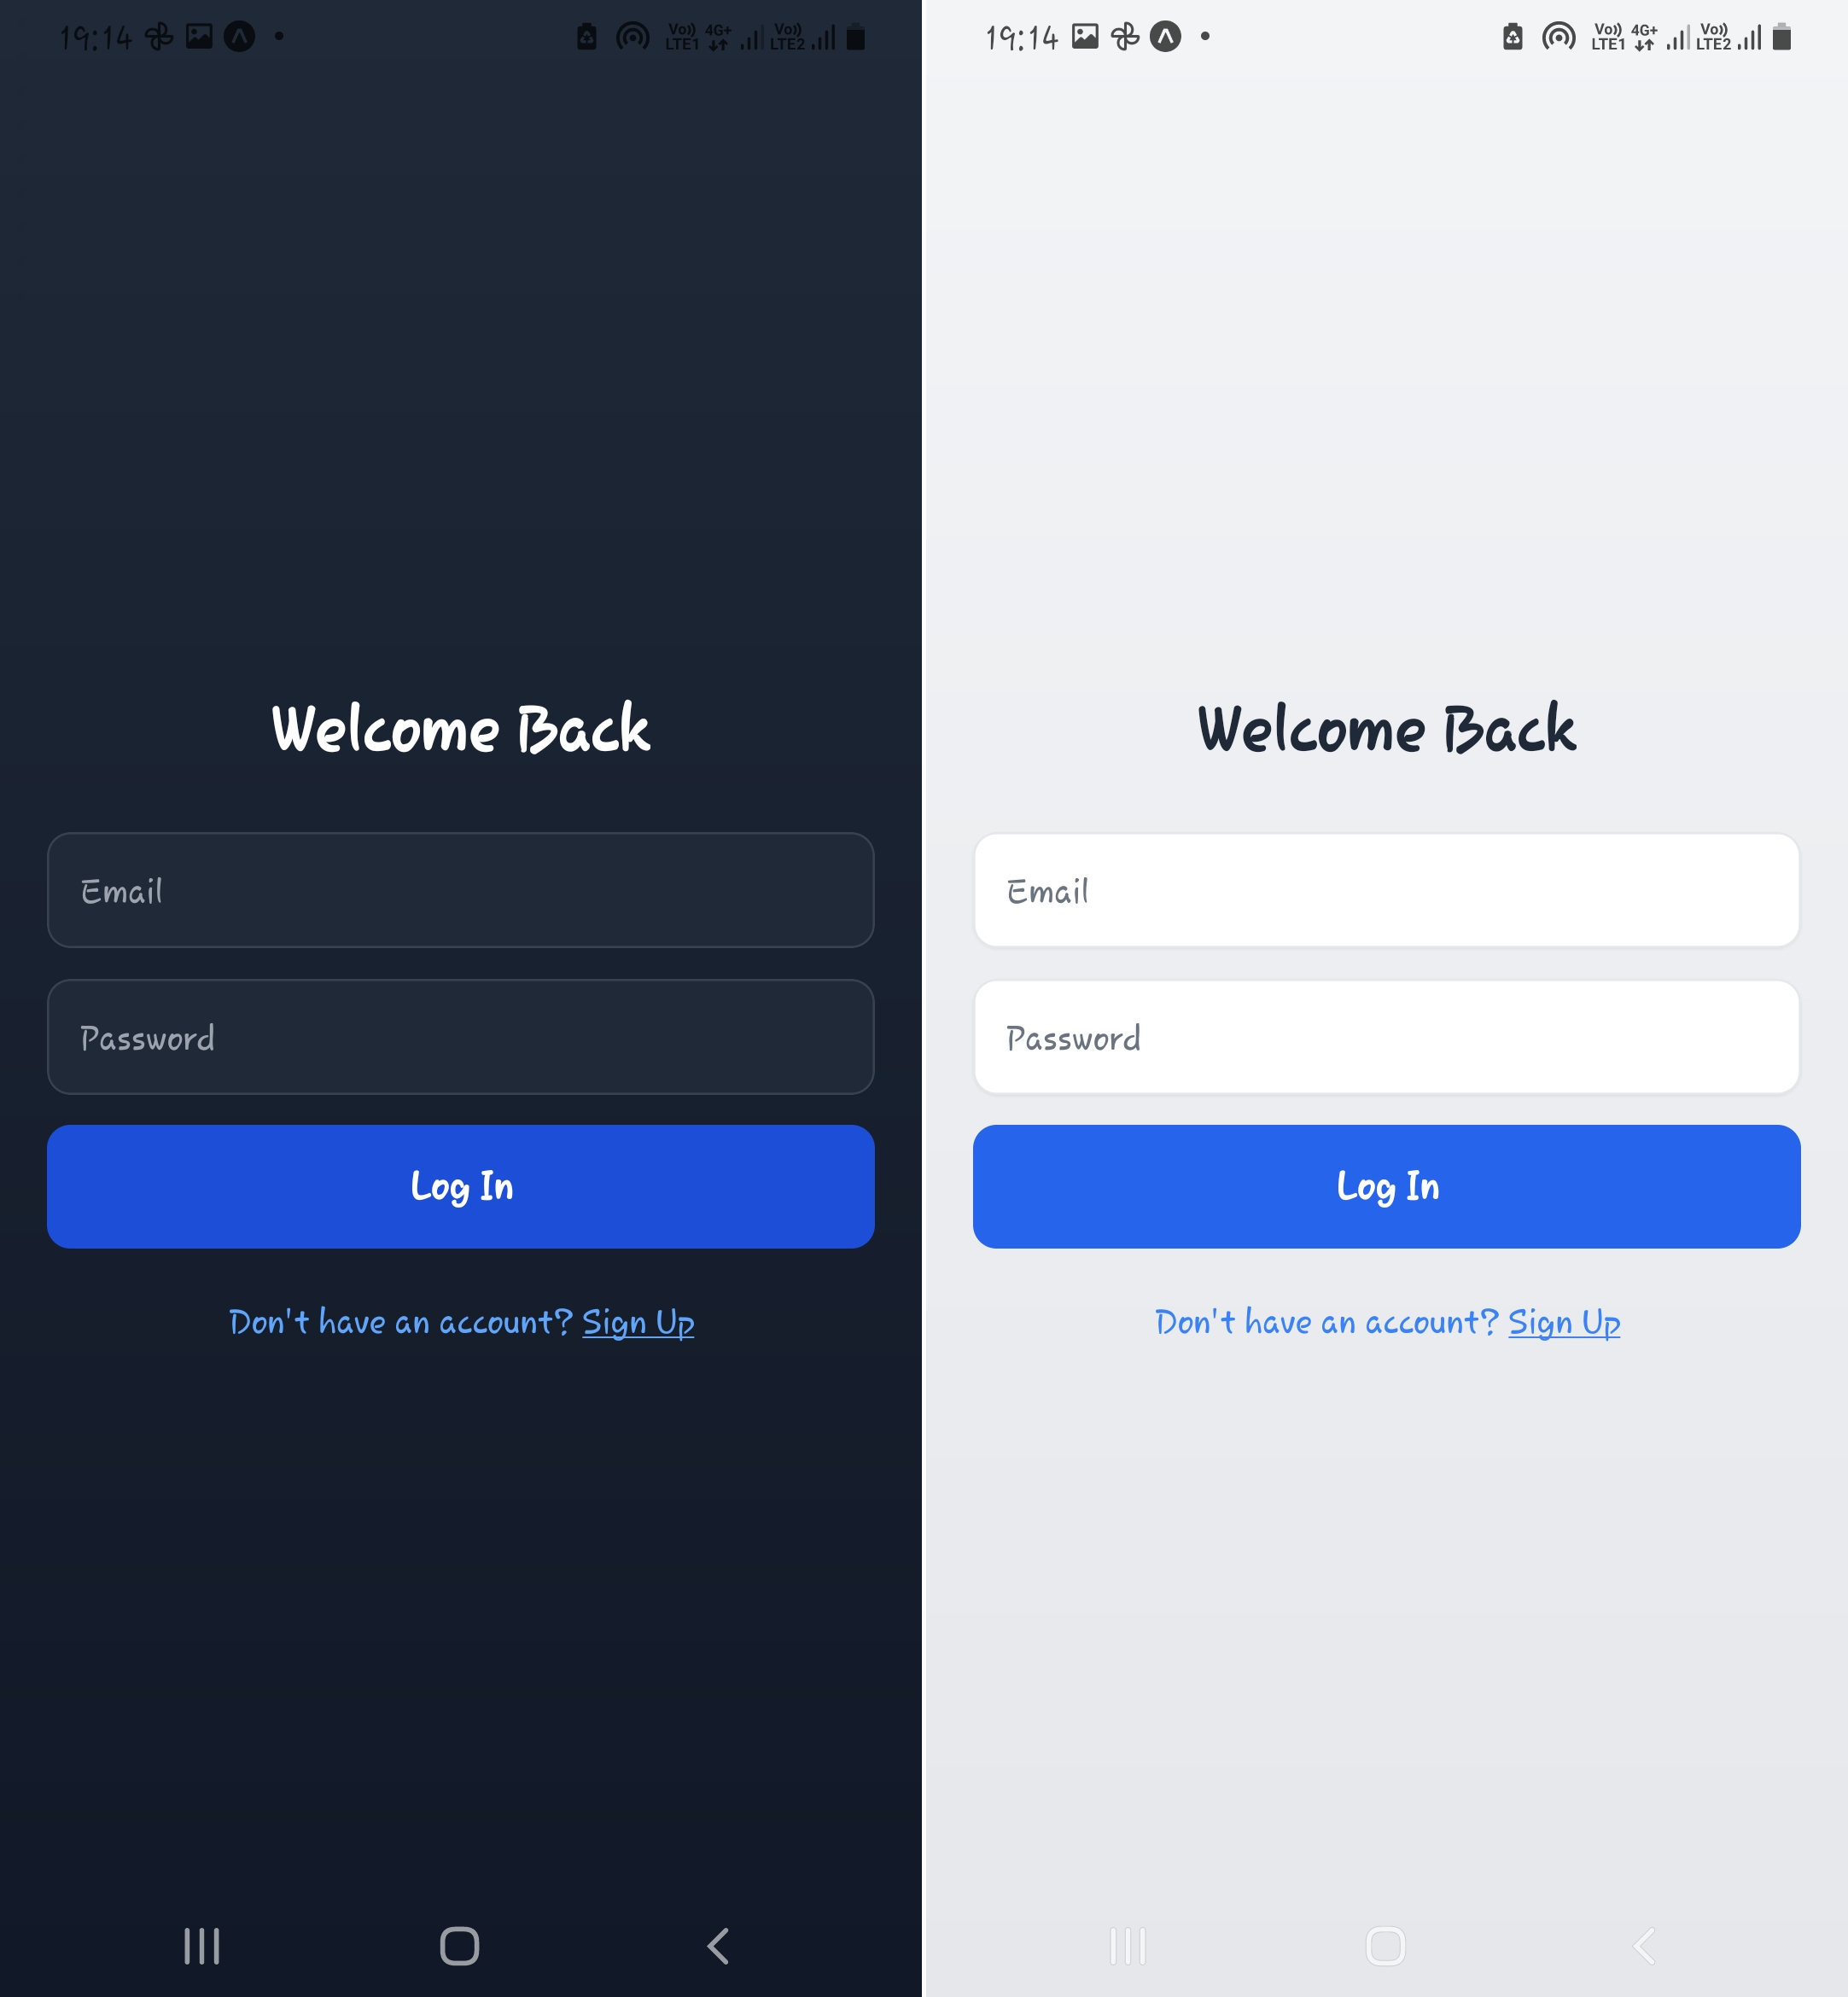 19:14
Vo)) LTE1 4G+ Vo)) LTE2
Welcome Back
Email
Password
Log In
Don't have an account? Sign Up
19:14
Vo)) LTE1 4G+ Vo)) LTE2
Welcome Back
Email
Password
Log In
Don't have an account? Sign Up